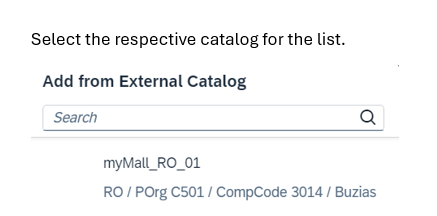 Select the respective catalog for the list.
Add from External Catalog
Search
myMall_RO_01
RO / POrg C501 / CompCode 3014 / Buzias